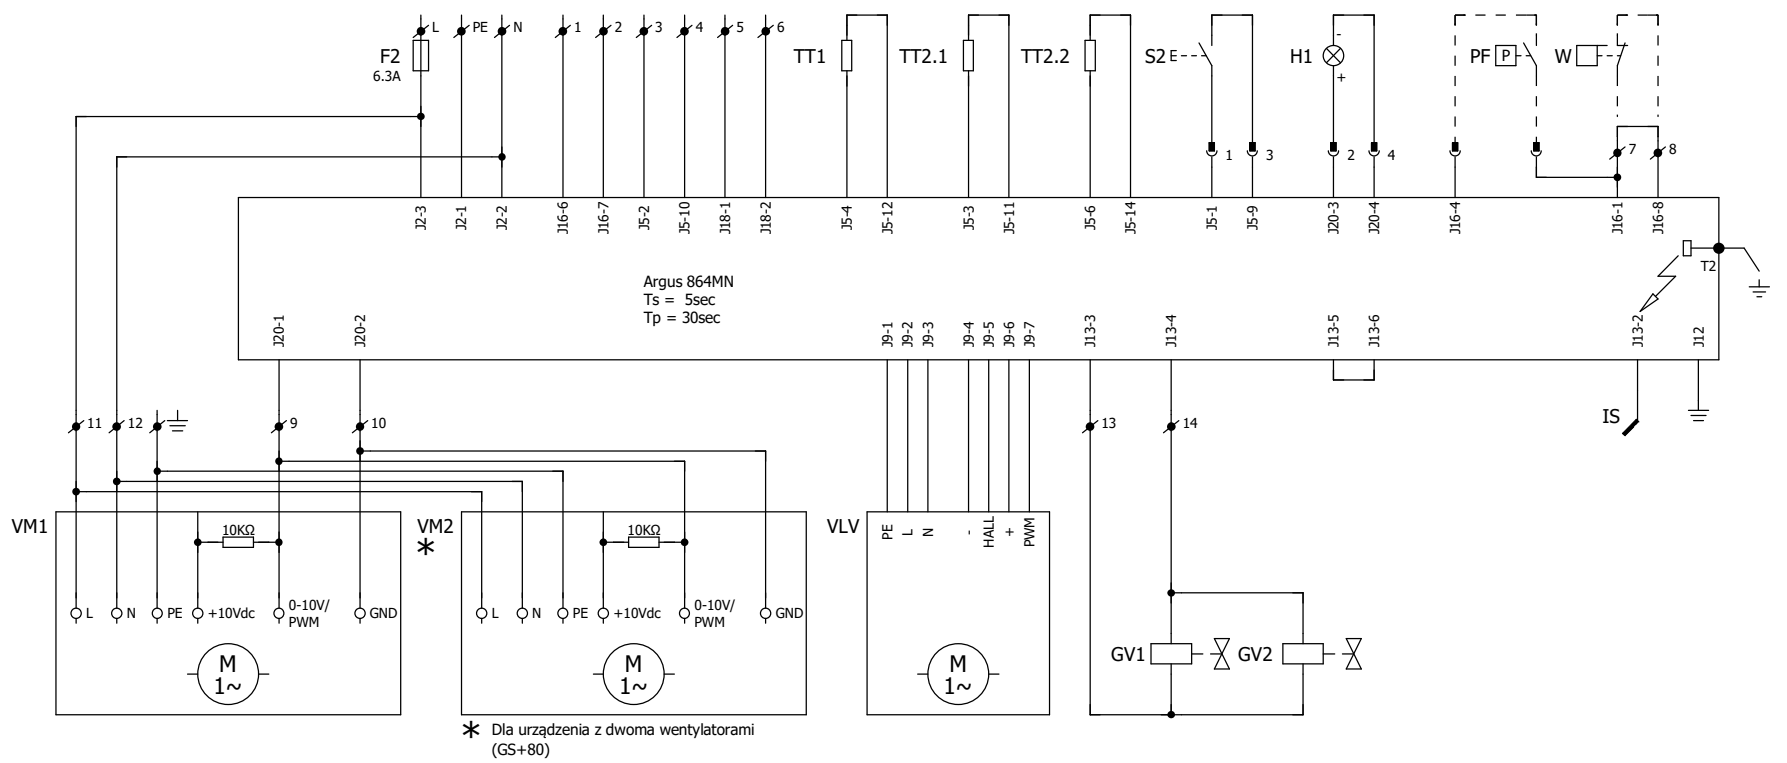 L PE N 1 2 3 4 5 6
F2
6.3A
TT1 TT2.1 TT2.2 S2 E H1 - + PF P W
1 3 2 4 7 8
J2-3 J2-1 J2-2 J16-6 J16-7 J5-2 J5-10 J18-1 J18-2 J5-4 J5-12 J5-3 J5-11 J5-6 J5-14 J5-1 J5-9 J20-3 J20-4 J16-4 J16-1 J16-8
T2
Argus 864MN
Ts = 5sec
Tp = 30sec
J20-1 J20-2 J9-1 J9-2 J9-3 J9-4 J9-5 J9-6 J9-7 J13-3 J13-4 J13-5 J13-6 J13-2 J12
11 12 9 10 13 14 IS
VM1 10KΩ VM2 10KΩ VLV PE L N - HALL + PWM
*
L N PE +10Vdc 0-10V/ GND L N PE +10Vdc 0-10V/ GND
PWM PWM
GV1 GV2
M M M
1~ 1~ 1~
* Dla urządzenia z dwoma wentylatorami
(GS+80)